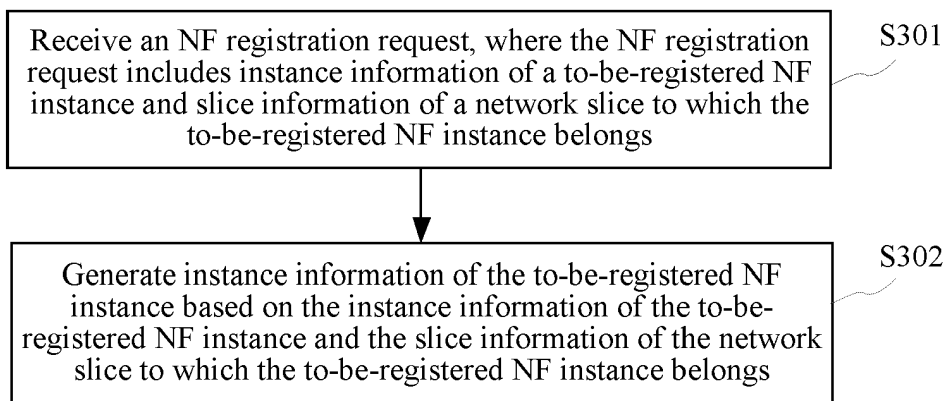 Receive an NF registration request, where the NF registration
request includes instance information of a to-be-registered NF
instance and slice information of a network slice to which the
to-be-registered NF instance belongs
S301
Generate instance information of the to-be-registered NF
instance based on the instance information of the to-be-
registered NF instance and the slice information of the network
slice to which the to-be-registered NF instance belongs
S302